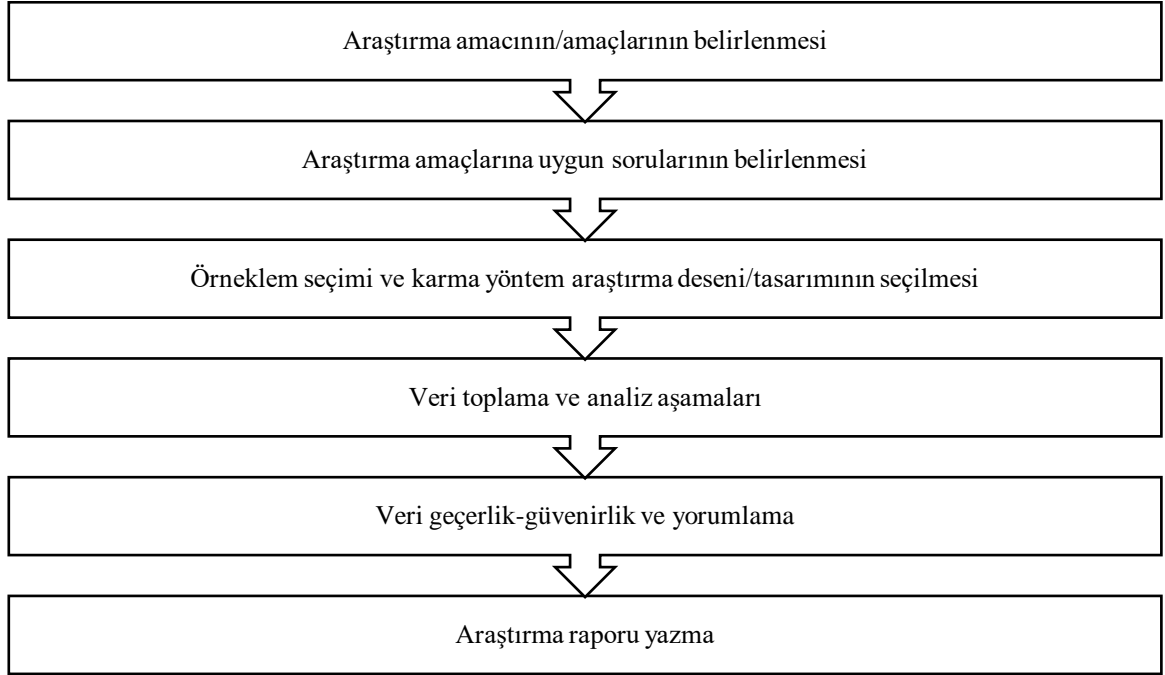 Araştırma amacının/amaçlarının belirlenmesi
Araştırma amaçlarına uygun sorularının belirlenmesi
Örneklem seçimi ve karma yöntem araştırma deseni/tasarımının seçilmesi
Veri toplama ve analiz aşamaları
Veri geçerlik-güvenirlik ve yorumlama
Araştırma raporu yazma